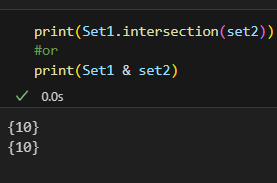 print(Set1.intersection(set2))
#or
print(Set1 & set2)
0.0s
{10}
{10}